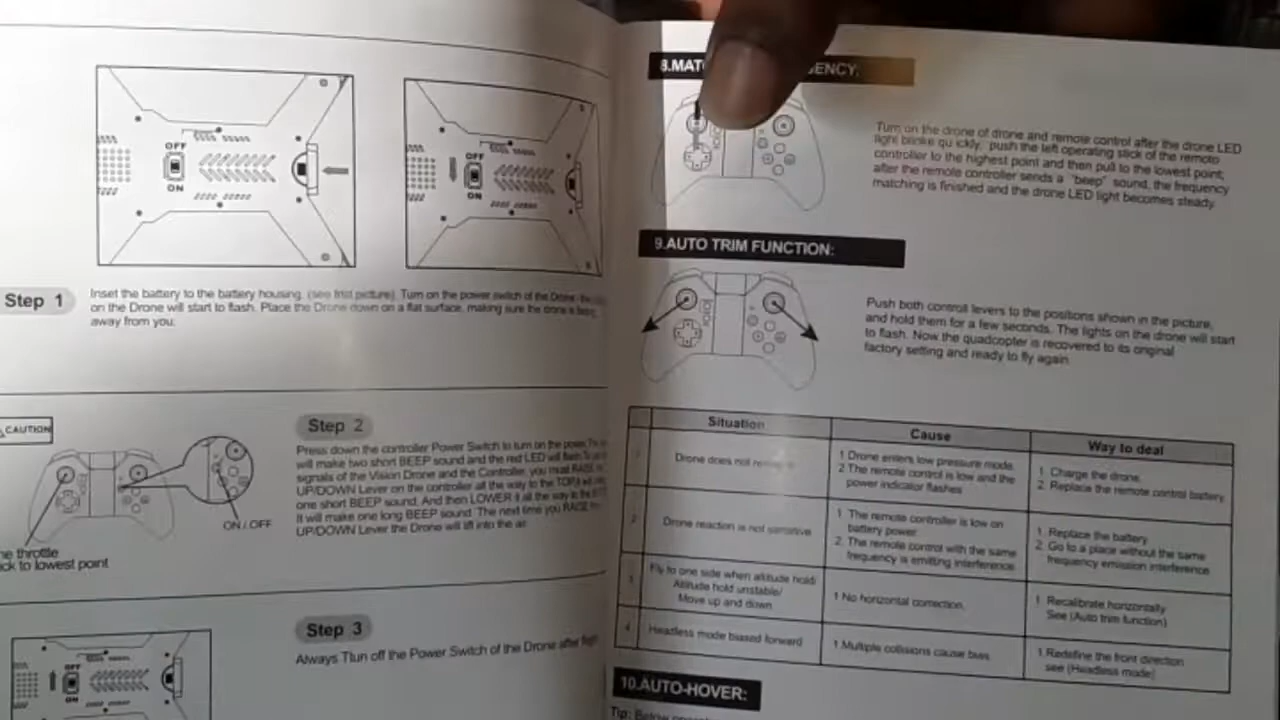 OFF
ON
OFF
ON
Step 1
Inset the battery to the battery housing, (see frist picture). Turn on the power switch of the Drone
on the Drone will start to flash. Place the Drone down on a flat surface, making sure the drone is facing
away from you.
CAUTION
ON / OFF
throttle
to lowest point
Step 2
Press down the controller Power Switch to turn on the power.
will make two short BEEP sound and the red LED will flash.
signals of the Vision Drone and the Controller, you must RAISE
UP/DOWN Lever on the controller all the way to the TOP,
one short BEEP sound. And then LOWER it all the way
It will make one long BEEP sound. The next time you RAISE
UP/DOWN Lever the Drone will lift into the air.
OFF
ON
Step 3
Always Ttun off the Power Switch of the Drone after flight
Turn on the drone of drone and remote control after the drone LED
light blinke qu ickly, push the left operating stick of the remoto
controller to the highest point and then pull to the lowest point,
after the remote controller sends a "beep" sound, the frequency
matching is finished and the drone LED light becomes steady.
9.AUTO TRIM FUNCTION:
Push both control levers to the positions shown in the picture,
and hold them for a few seconds. The lights on the drone will start
to flash. Now the quadcopter is recovered to its original
factory setting and ready to fly again
Situation
Cause
Way to deal
Drone does not
1 Drone enters low pressure mode.
2 The remote control is low and the
power indicator flashes
1. Charge the drone.
2. Replace the remote control battery.
2
Drone reaction is not sensitive
1. The remote controller is low on
battery power
2. The remote control with the same
frequency is emitting interference.
1. Replace the battery.
2. Go to a place without the same
frequency emission interference.
3
Fly to one side when altitude hold/
Altitude hold unstable/
Move up and down
1 No horizontal correction.
1. Recalibrate horizontally
See (Auto trim function)
4
Headless mode biased forward
1.Multiple collisions cause bias
1.Redefine the front direction
see (Headless mode)
10.AUTO-HOVER:
Tip: